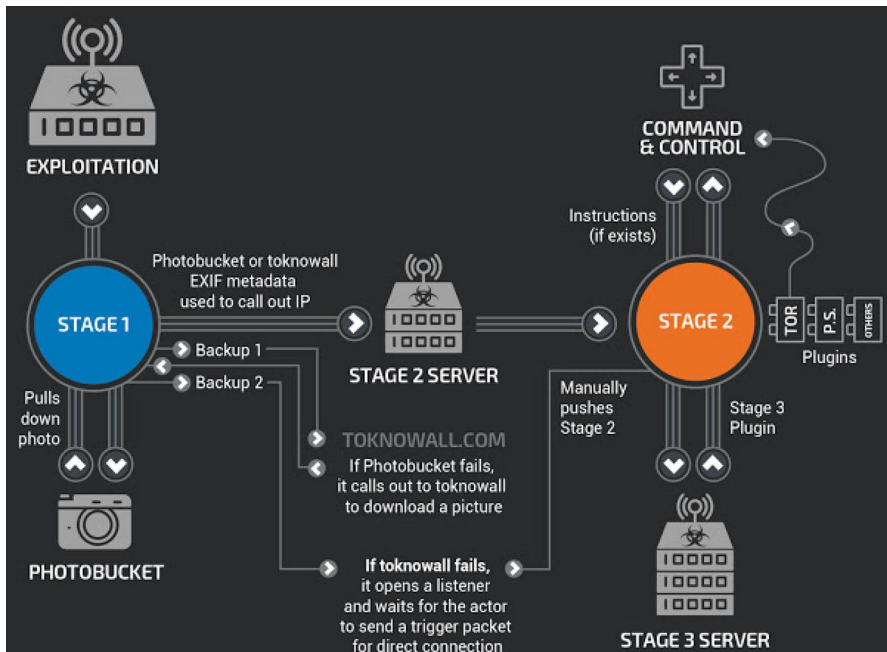 EXPLOITATION
STAGE 1
Photobucket or toknowall
EXIF metadata
used to call out IP
Backup 1
Backup 2
Pulls
down
photo
PHOTOBUCKET
STAGE 2 SERVER
TOKNOWALL.COM
If Photobucket fails,
it calls out to toknowall
to download a picture
If toknowall fails,
it opens a listener
and waits for the actor
to send a trigger packet
for direct connection
COMMAND
& CONTROL
Instructions
(if exists)
STAGE 2
TOR
P.S.
OTHERS
Plugins
Manually
pushes
Stage 2
Stage 3
Plugin
STAGE 3 SERVER